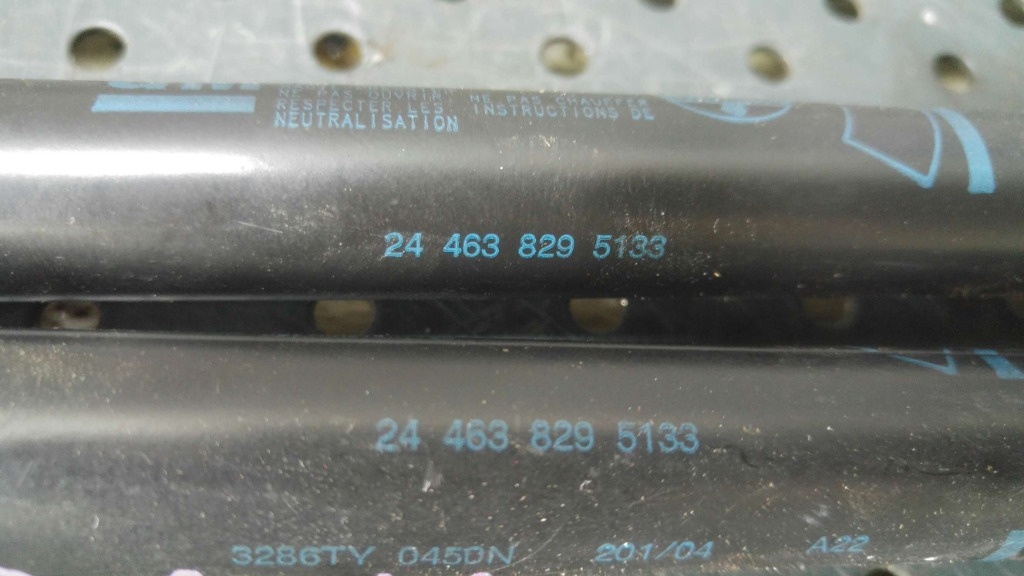 NE PAS OUVRIR NE PAS CHAUFFER
RESPECTER LES INSTRUCTIONS DE
NEUTRALISATION
24 463 829 5133
24 463 829 5133
3286TY 0450N 201/04 A22